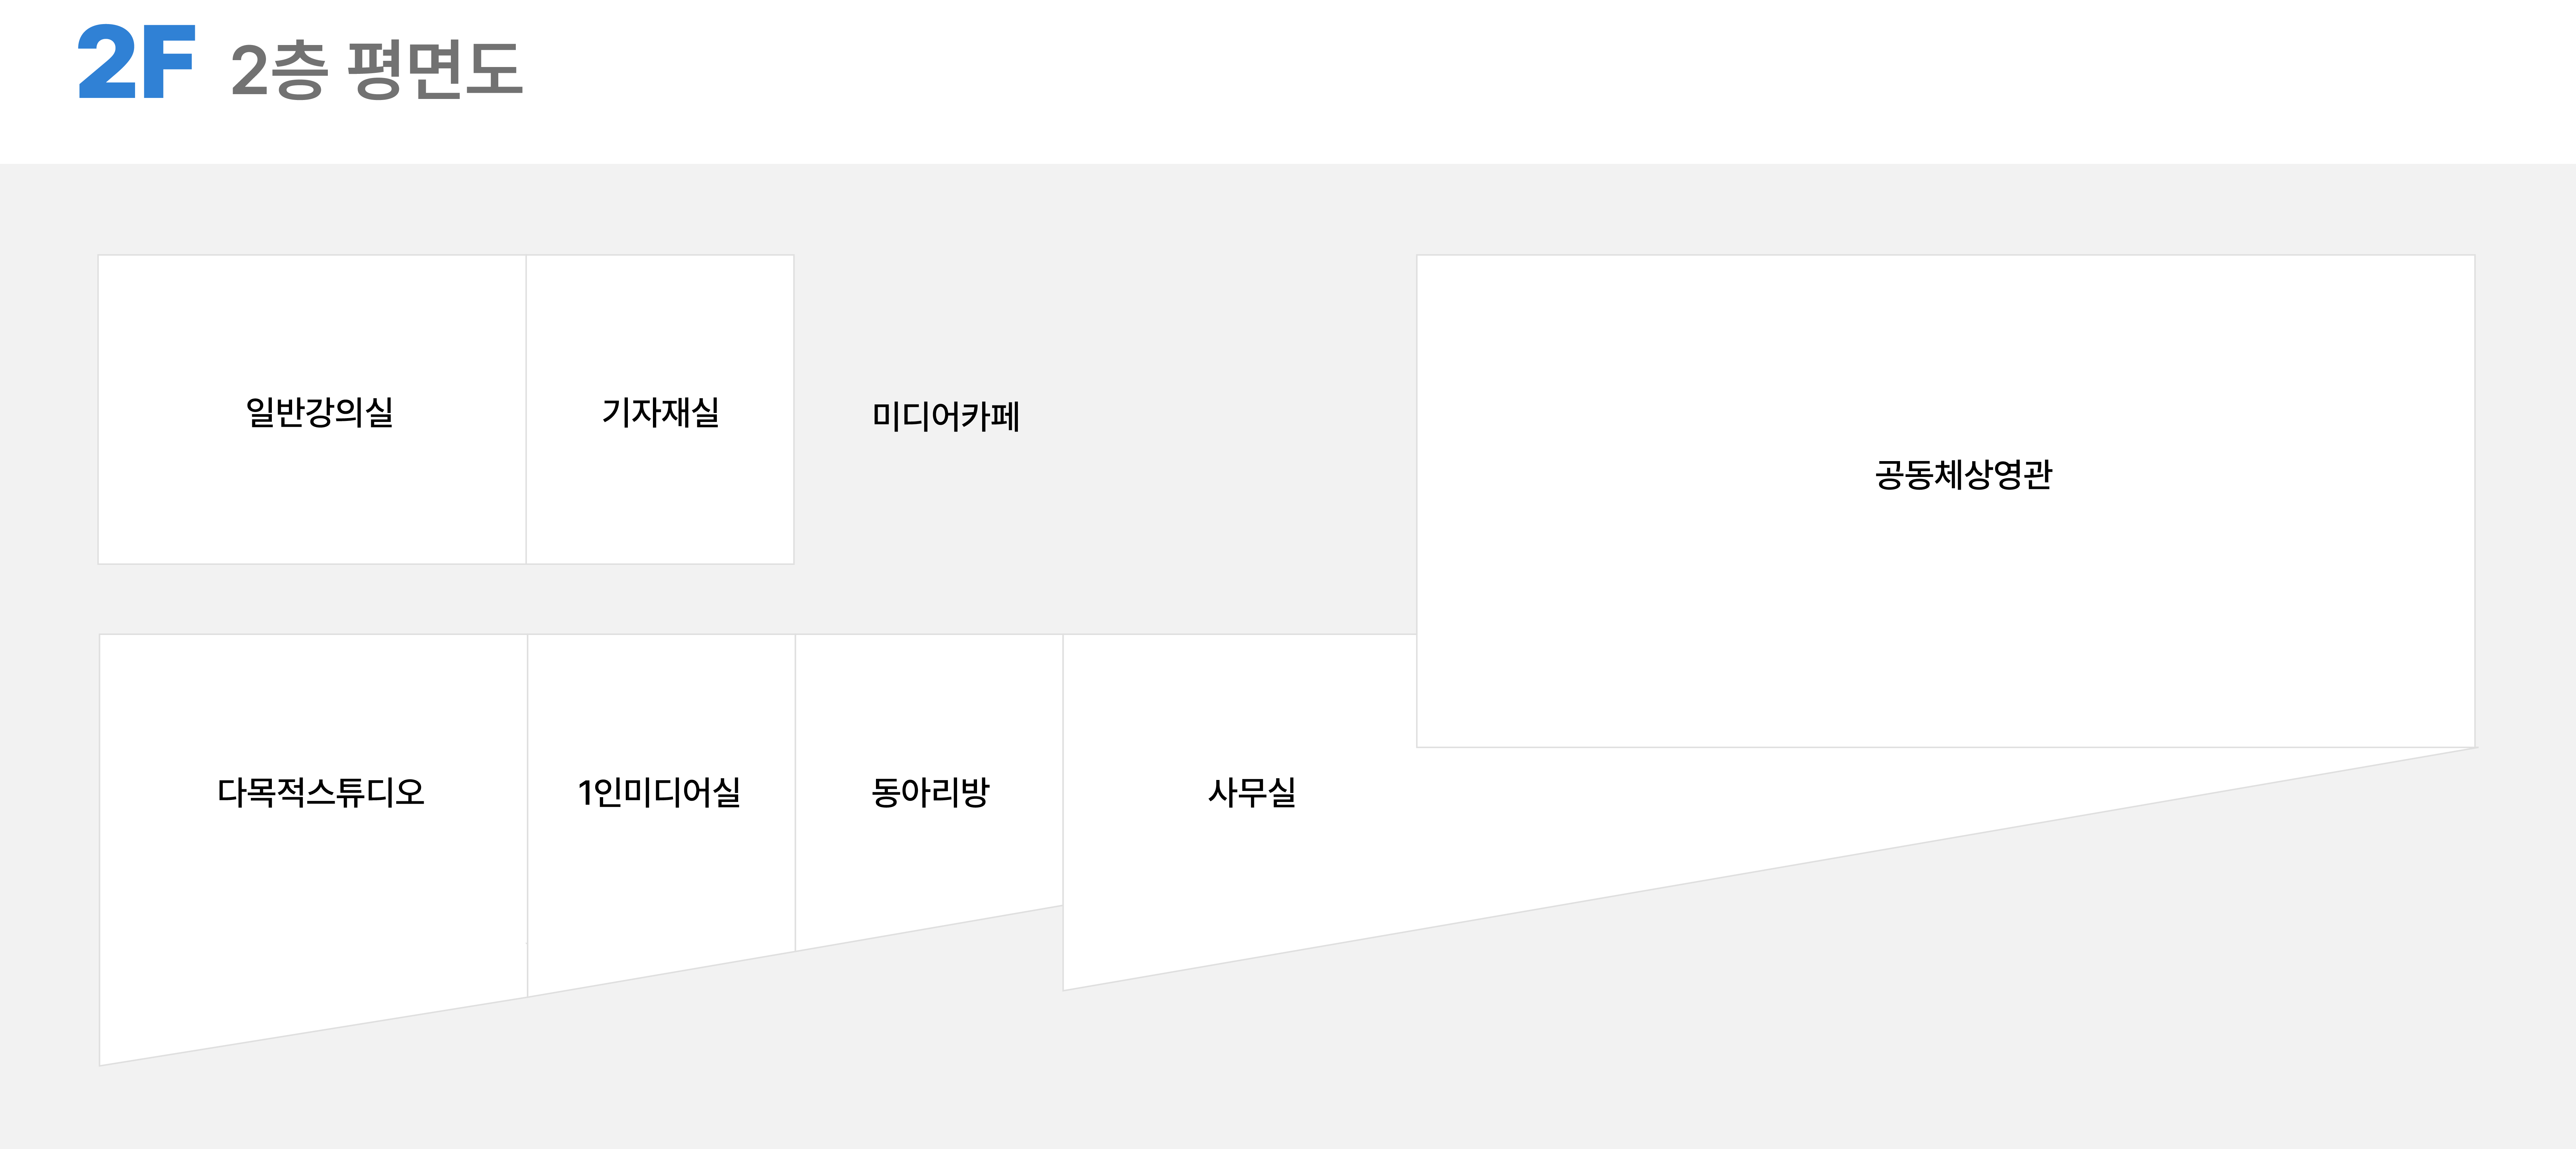 2F 2층 평면도
일반강의실
기자재실
미디어카페
공동체상영관
다목적스튜디오
1인미디어실
동아리방
사무실